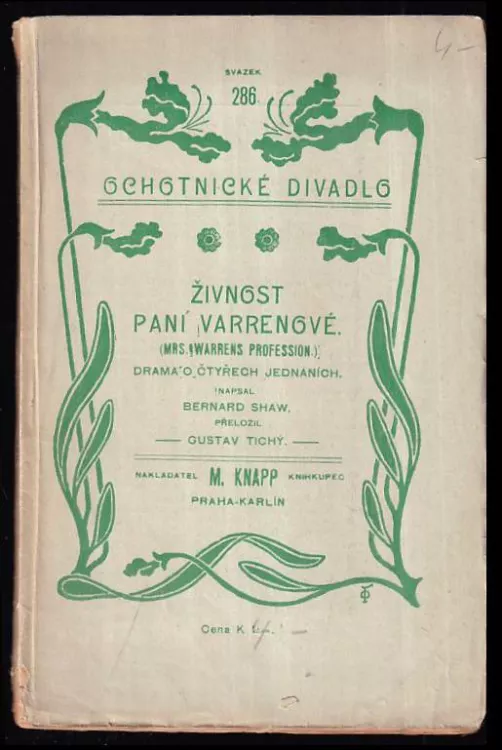 4-
SVAZEK
286.
OCHOTNICKÉ DIVADLO
ŽIVNOST
PANÍ VARRENOVÉ.
(MRS. WARRENS PROFESSION.)
DRAMA O ČTYŘECH JEDNÁNÍCH.
NAPSAL
BERNARD SHAW.
PŘELOŽIL
GUSTAV TICHÝ.
NAKLADATEL M. KNAPP KNIHKUPEC
PRAHA-KARLÍN
Cena K